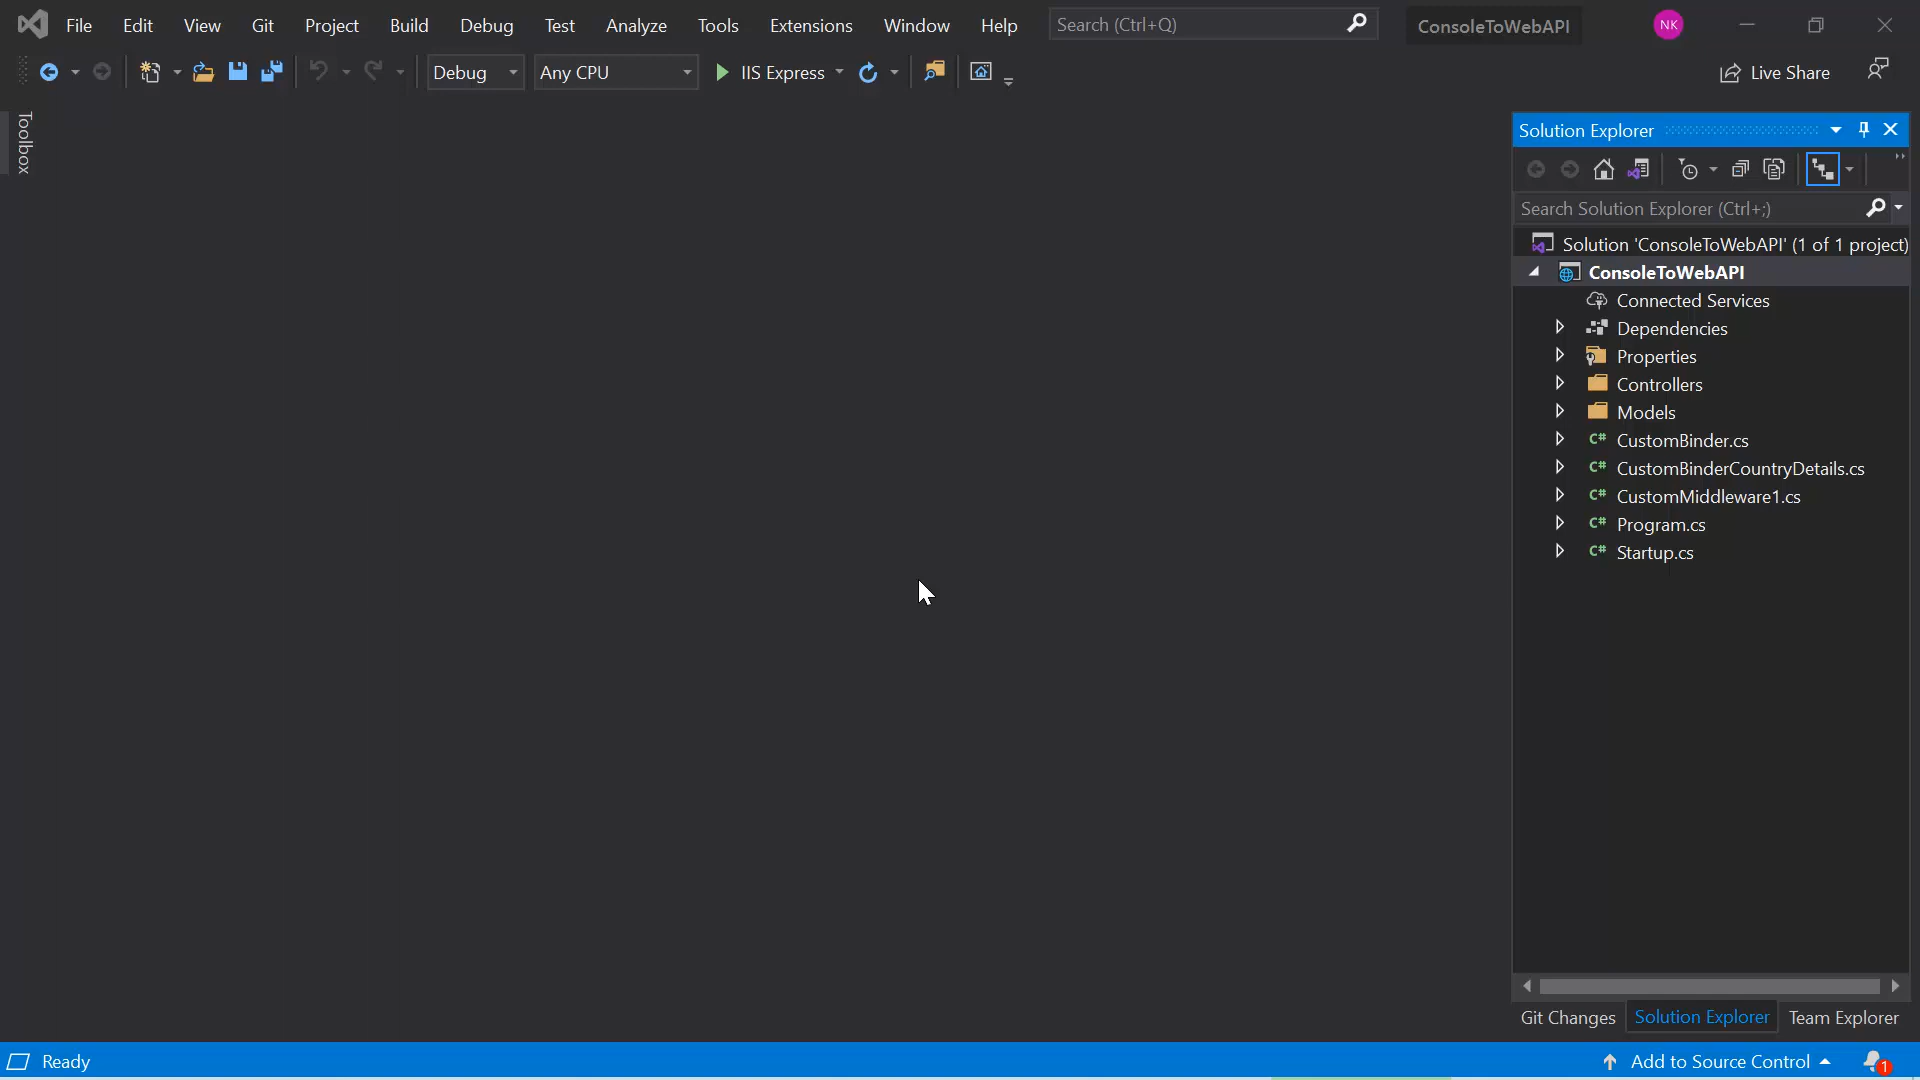 File Edit View Git Project Build Debug Test Analyze Tools Extensions Window Help Search (Ctrl+Q) ConsoleToWebAPI NK
Debug Any CPU IIS Express Live Share
Toolbox
Solution Explorer
Search Solution Explorer (Ctrl+;)
Solution 'ConsoleToWebAPI' (1 of 1 project)
ConsoleToWebAPI
Connected Services
Dependencies
Properties
Controllers
Models
C# CustomBinder.cs
C# CustomBinderCountryDetails.cs
C# CustomMiddleware1.cs
C# Program.cs
C# Startup.cs
Git Changes Solution Explorer Team Explorer
Ready Add to Source Control 1